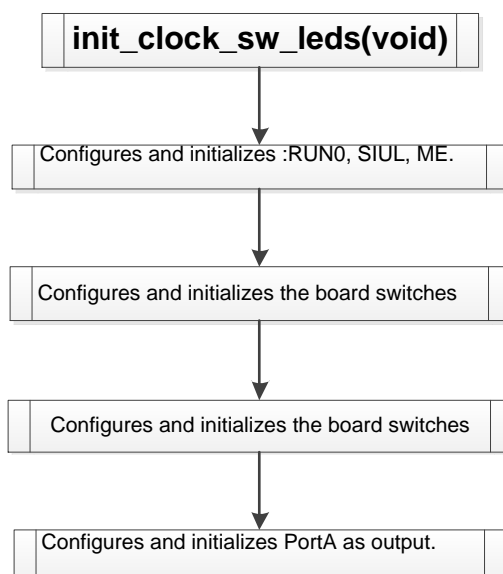 init_clock_sw_leds(void)
Configures and initializes :RUN0, SIUL, ME.
Configures and initializes the board switches
Configures and initializes the board switches
Configures and initializes PortA as output.